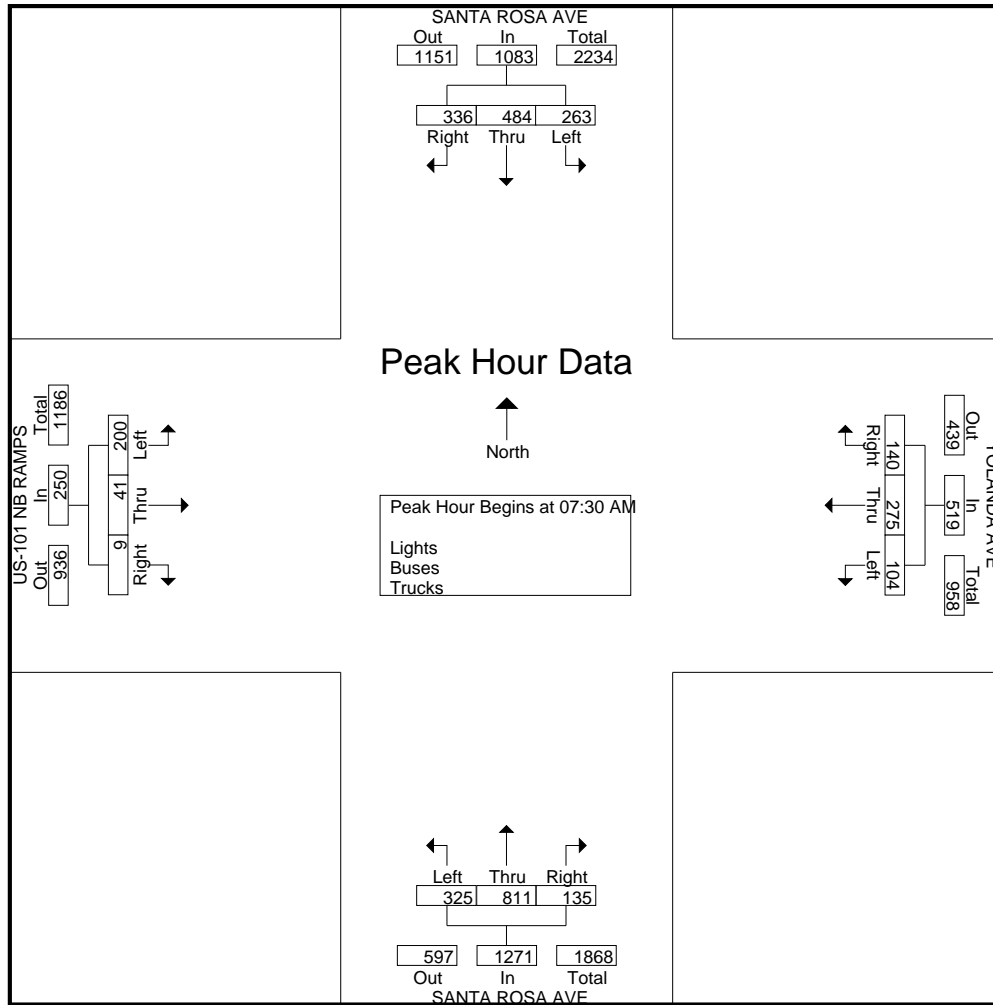 SANTA ROSA AVE
Out In Total
1151 1083 2234
336 484 263
Right Thru Left
Peak Hour Data
North
Peak Hour Begins at 07:30 AM
Lights
Buses
Trucks
US-101 NB RAMPS
Total In Out
1186 250 936
200 41 9
Left Thru Right
Right Thru Left
140 275 104
Out In Total
439 519 958
YOLANDA AVE
Left Thru Right
325 811 135
597 1271 1868
Out In Total
SANTA ROSA AVE